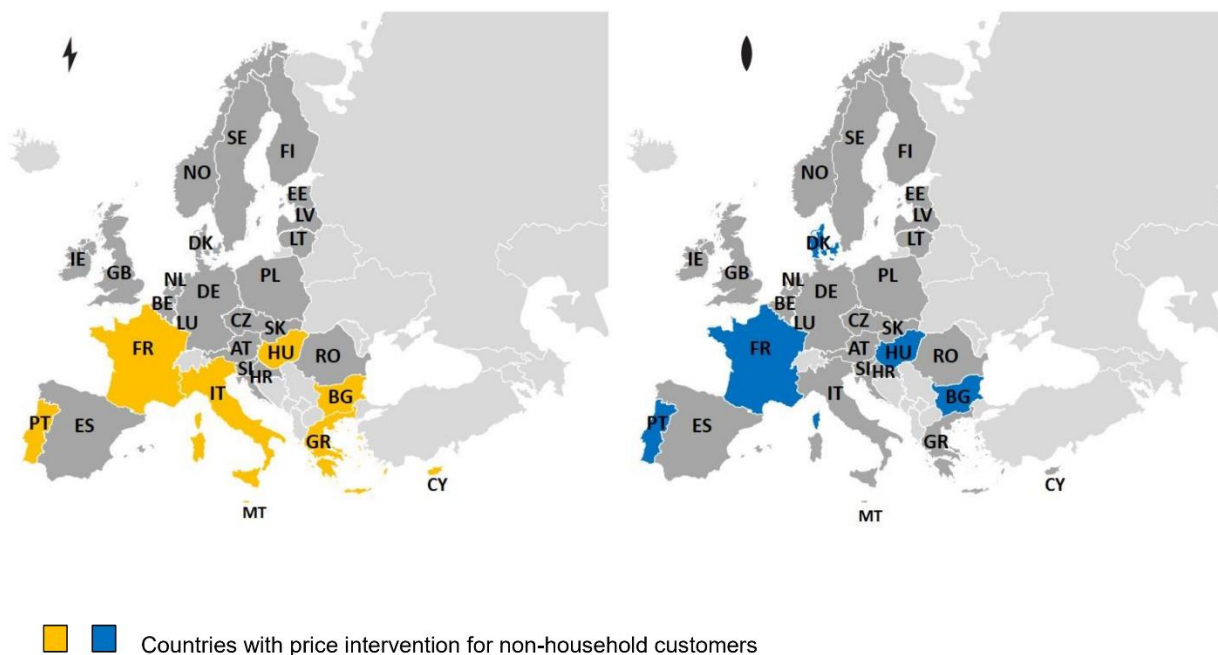 SE
FI
NO
EE
LV
DK
LT
IE
GB
NL
PL
BE
DE
LU
CZ
SK
FR
AT
HU
RO
SI
HR
IT
BG
PT
ES
GR
CY
MT
SE
FI
NO
EE
LV
DK
LT
IE
GB
NL
PL
BE
DE
LU
CZ
SK
FR
AT
HU
RO
SI
HR
IT
BG
PT
ES
GR
CY
MT
Countries with price intervention for non-household customers